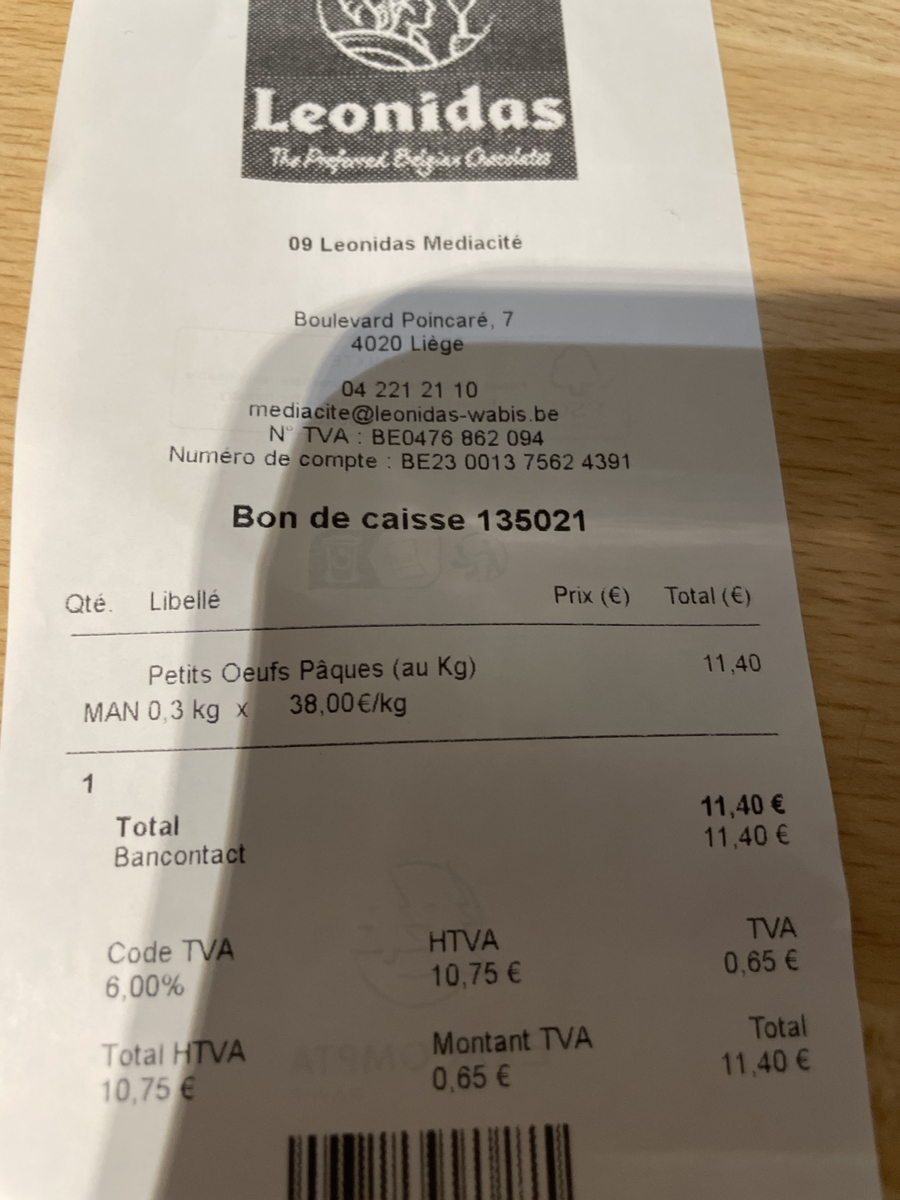 Leonidas
The Preferred Belgian Chocolates
09 Leonidas Mediacité
Boulevard Poincaré, 7
4020 Liège
04 221 21 10
mediacite@leonidas-wabis.be
N° TVA : BE0476 862 094
Numéro de compte : BE23 0013 7562 4391
Bon de caisse 135021
Qté. Libellé Prix (€) Total (€)
Petits Oeufs Pâques (au Kg) 11,40
MAN 0,3 kg x 38,00€/kg
1
Total 11,40 €
Bancontact 11,40 €
Code TVA HTVA TVA
6,00% 10,75 € 0,65 €
Total HTVA Montant TVA Total
10,75 € 0,65 € 11,40 €